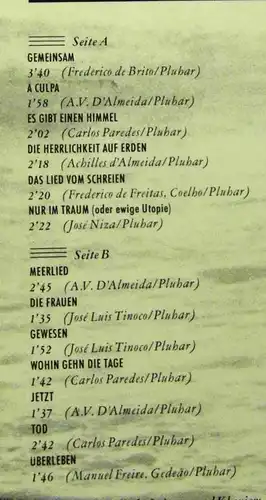 Seite A
GEMEINSAM
3'40 (Frederico de Brito/Pluhar)
A CULPA
1'58 (A.V. D'Almeida/Pluhar)
ES GIBT EINEN HIMMEL
2'02 (Carlos Paredes/Pluhar)
DIE HERRLICHKEIT AUF ERDEN
2'18 (Achilles d'Almeida/Pluhar)
DAS LIED VOM SCHREIEN
2'20 (Frederico de Freitas, Coelho/Pluhar)
NUR IM TRAUM (oder ewige Utopie)
2'22 (José Niza/Pluhar)
Seite B
MEERLIED
2'45 (A.V. D'Almeida/Pluhar)
DIE FRAUEN
1'35 (José Luis Tinoco/Pluhar)
GEWESEN
1'52 (José Luis Tinoco/Pluhar)
WOHIN GEHN DIE TAGE
1'42 (Carlos Paredes/Pluhar)
JETZT
1'37 (A.V. D'Almeida/Pluhar)
TOD
2'42 (Carlos Paredes/Pluhar)
ÜBERLEBEN
1'46 (Manuel Freire, Gedeão/Pluhar)